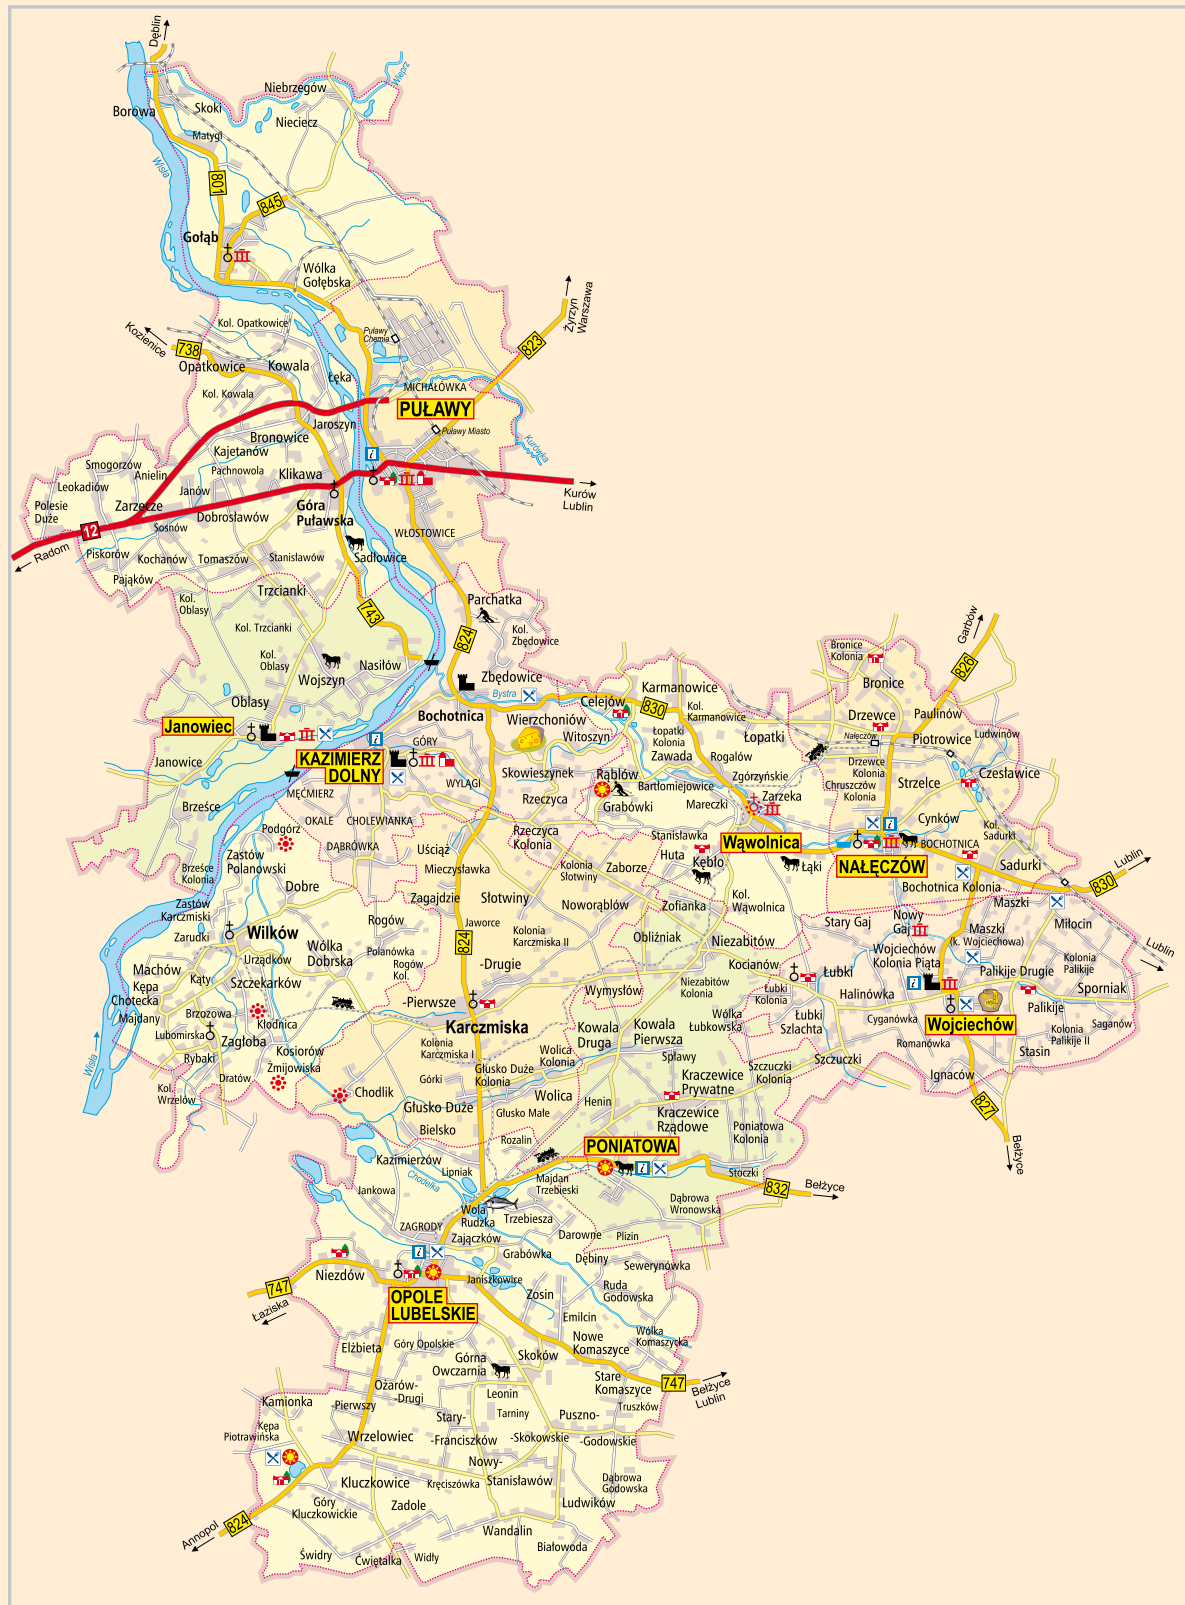 Dęblin
Wieprz
Niebrzegów
Skoki
Borowa
Nieciecz
Matygi
Wisła
801
845
Gołąb
Wólka
Gołębska
Żyrzyn
Warszawa
Kol. Opatkowice
Kozienice
Puławy
Chemia
738
823
Opatkowice
Kowala
Łęka
MICHAŁÓWKA
Kol. Kowala
PUŁAWY
Jaroszyn
Puławy Miasto
Bronowice
Kurówka
Kajetanów
Smogorzów
Anielin
Pachnowola
Klikawa
Leokadiów
Janów
Kurów
Lublin
Polesie
Duże
Zarzecze
Góra
Puławska
Dobrosławów
12
Sosnów
WŁOSTOWICE
Radom
Piskorów
Kochanów
Tomaszów
Stanisławów
Sadłowice
Pająków
Trzcianki
Kol.
Oblasy
743
Parchatka
Garbów
Kol. Trzcianki
824
Kol.
Zbędowice
Bronice
Kolonia
Kol.
Oblasy
Nasiłów
826
Wojszyn
Zbędowice
Bronice
Karmanowice
Oblasy
Bystra
Celejów
830
Kol.
Karmanowice
Bochotnica
Wierzchoniów
Drzewce
Paulinów
Janowiec
Witoszyn
Łopatki
Kolonia
Łopatki
Nałęczów
Piotrowice
Ludwinów
GÓRY
Zawada
Rogalów
Janowice
KAZIMIERZ
DOLNY
Skowieszynek
Rąblów
Zgórzyńskie
Drzewce
Kolonia
Czesławice
WYLĄGI
Bartłomiejowice
Chruszczów
Kolonia
Strzelce
MĘĆMIERZ
Rzeczyca
Grabówki
Mareczki
Zarzeka
Brześce
OKALE
CHOLEWIANKA
Cynków
Podgórz
Rzeczyca
Kolonia
Stanisławka
Wąwolnica
Kol.
Sadurki
DĄBRÓWKA
Uściąż
Huta
BOCHOTNICA
Zastów
Polanowski
Kębło
Łąki
NAŁĘCZÓW
Lublin
Brześce
Kolonia
Mieczysławka
Kolonia
Słotwiny
Zaborze
Sadurki
Dobre
Bochotnica Kolonia
830
Zastów
Karczmiski
Zagajdzie
Słotwiny
Noworąblów
Zofianka
Kol.
Wąwolnica
Maszki
Rogów
Jaworce
Stary Gaj
Nowy
Gaj
Miłocin
Zarudki
Wilków
Kolonia
Karczmiska II
Obliźniak
Maszki
(k. Wojciechowa)
Wólka
Dobrska
Polanówka
824
Niezabitów
Wojciechów
Kolonia Piąta
Lublin
Urządków
Rogów
Kol.
-Drugie
Kocianów
Łubki
Kolonia
Palikije
Machów
Kąty
Szczekarków
Niezabitów
Kolonia
Palikije Drugie
Kępa
Chotecka
Wymysłów
Łubki
Kolonia
Halinówka
Sporniak
-Pierwsze
Palikije
Majdany
Brzozowa
Kłodnica
Wólka
Łubkowska
Łubki
Szlachta
Cyganówka
Wojciechów
Karczmiska
Kowala
Druga
Kowala
Pierwsza
Saganów
Lubomirska
Zagłoba
Romanówka
Kolonia
Palikije II
Kolonia
Karczmiska I
Wolica
Kolonia
Stasin
Kosiorów
Spławy
Szczuczki
Rybaki
Żmijowiska
Głusko Duże
Kolonia
Szczuczki
Kolonia
Wisła
Dratów
Górki
Kraczewice
Prywatne
Ignaców
Kol.
Wrzelów
Chodlik
Wolica
Henin
827
Głusko Duże
Głusko Małe
Kraczewice
Rządowe
Bielsko
Poniatowa
Kolonia
Rozalin
PONIATOWA
Bełżyce
Kazimierzów
Lipniak
Majdan
Trzebieski
Stoczki
Chodelka
832
Bełżyce
Jankowa
Dąbrowa
Wronowska
Wola
Rudzka
Trzebiesza
ZAGRODY
Zajączków
Darowne
Plizin
Grabówka
Dębiny
Sewerynówka
Niezdów
Janiszkowice
747
Ruda
Godowska
Łaziska
OPOLE
LUBELSKIE
Zosin
Emilcin
Wólka
Komaszycka
Elżbieta
Góry Opolskie
Nowe
Komaszyce
Górna
Owczarnia
Skoków
Stare
Komaszyce
747
Bełżyce
Lublin
Ożarów-
-Drugi
Leonin
Kamionka
-Pierwszy
Truszków
Tarniny
Stary-
Puszno-
Kępa
Piotrawińska
Wrzelowiec
-Franciszków
-Skokowskie
-Godowskie
Nowy-
Kluczkowice
Kręciszówka
Stanisławów
Dąbrowa
Godowska
Góry
Kluczkowickie
Zadole
Ludwików
Annopol
824
Wandalin
Białowoda
Świdry
Ćwiętalka
Widły